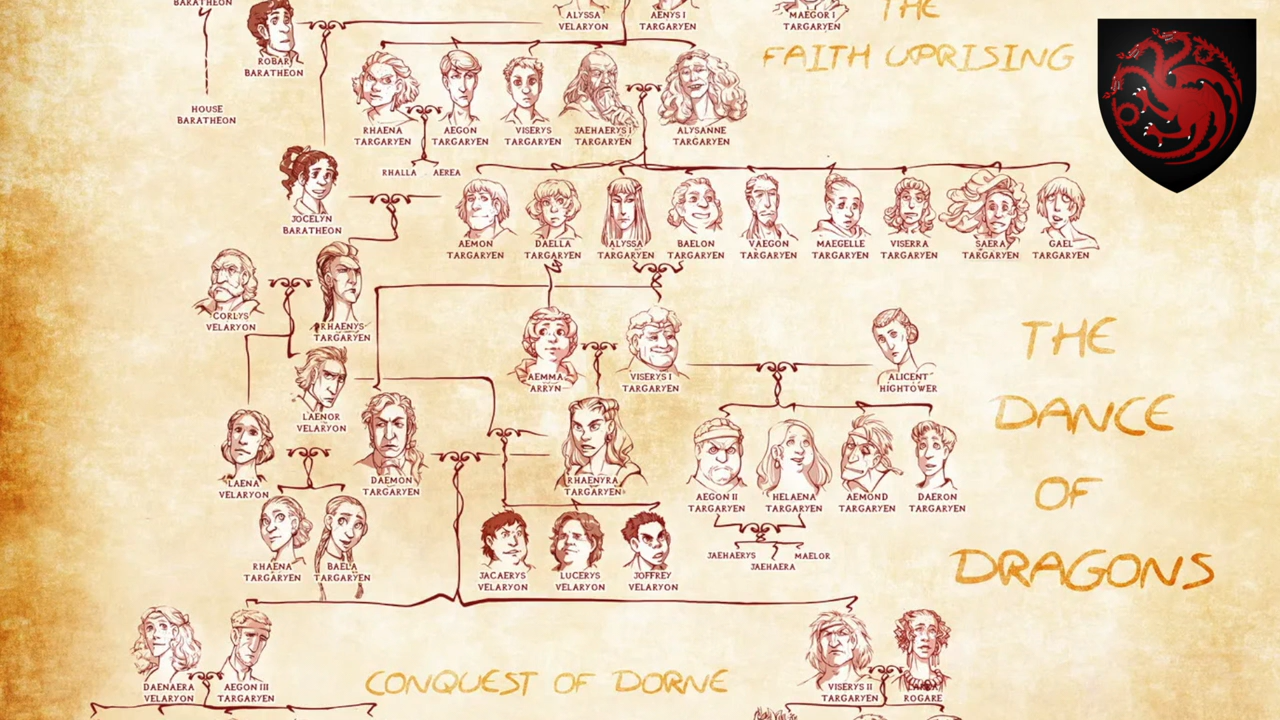 BARATHEON
ALYSSA
VELARYON
AENYS I
TARGARYEN
MAEGOR I
TARGARYEN
THE
FAITH UPRISING
ROBAR
BARATHEON
HOUSE
BARATHEON
RHAENA
TARGARYEN
AEGON
TARGARYEN
VISERYS
TARGARYEN
JAEHAERYS I
TARGARYEN
ALYSANNE
TARGARYEN
RHALLA
AEREA
JOCELYN
BARATHEON
AEMON
TARGARYEN
DAELLA
TARGARYEN
ALYSSA
TARGARYEN
BAELON
TARGARYEN
VAEGON
TARGARYEN
MAEGELLE
TARGARYEN
VISERRA
TARGARYEN
SAERA
TARGARYEN
GAEL
TARGARYEN
CORLYS
VELARYON
RHAENYS
TARGARYEN
AEMMA
ARRYN
VISERYS I
TARGARYEN
ALICENT
HIGHTOWER
THE
DANCE
OF
DRAGONS
LAENOR
VELARYON
LAENA
VELARYON
DAEMON
TARGARYEN
RHAENYRA
TARGARYEN
AEGON II
TARGARYEN
HELAENA
TARGARYEN
AEMOND
TARGARYEN
DAERON
TARGARYEN
JAEHAERYS
JAEHAERA
MAELOR
RHAENA
TARGARYEN
BAELA
TARGARYEN
JACAERYS
VELARYON
LUCERYS
VELARYON
JOFFREY
VELARYON
DAENAERA
VELARYON
AEGON III
TARGARYEN
CONQUEST OF DORNE
VISERYS II
TARGARYEN
ROGARE